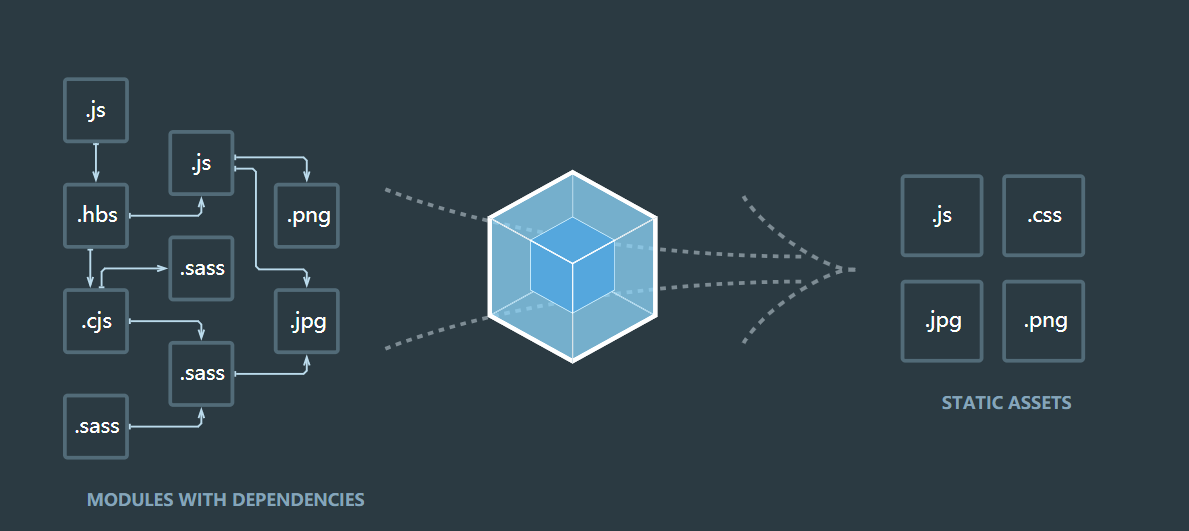 .js
.js
.hbs
.png
.sass
.cjs
.jpg
.sass
.sass
MODULES WITH DEPENDENCIES
.js
.css
.jpg
.png
STATIC ASSETS